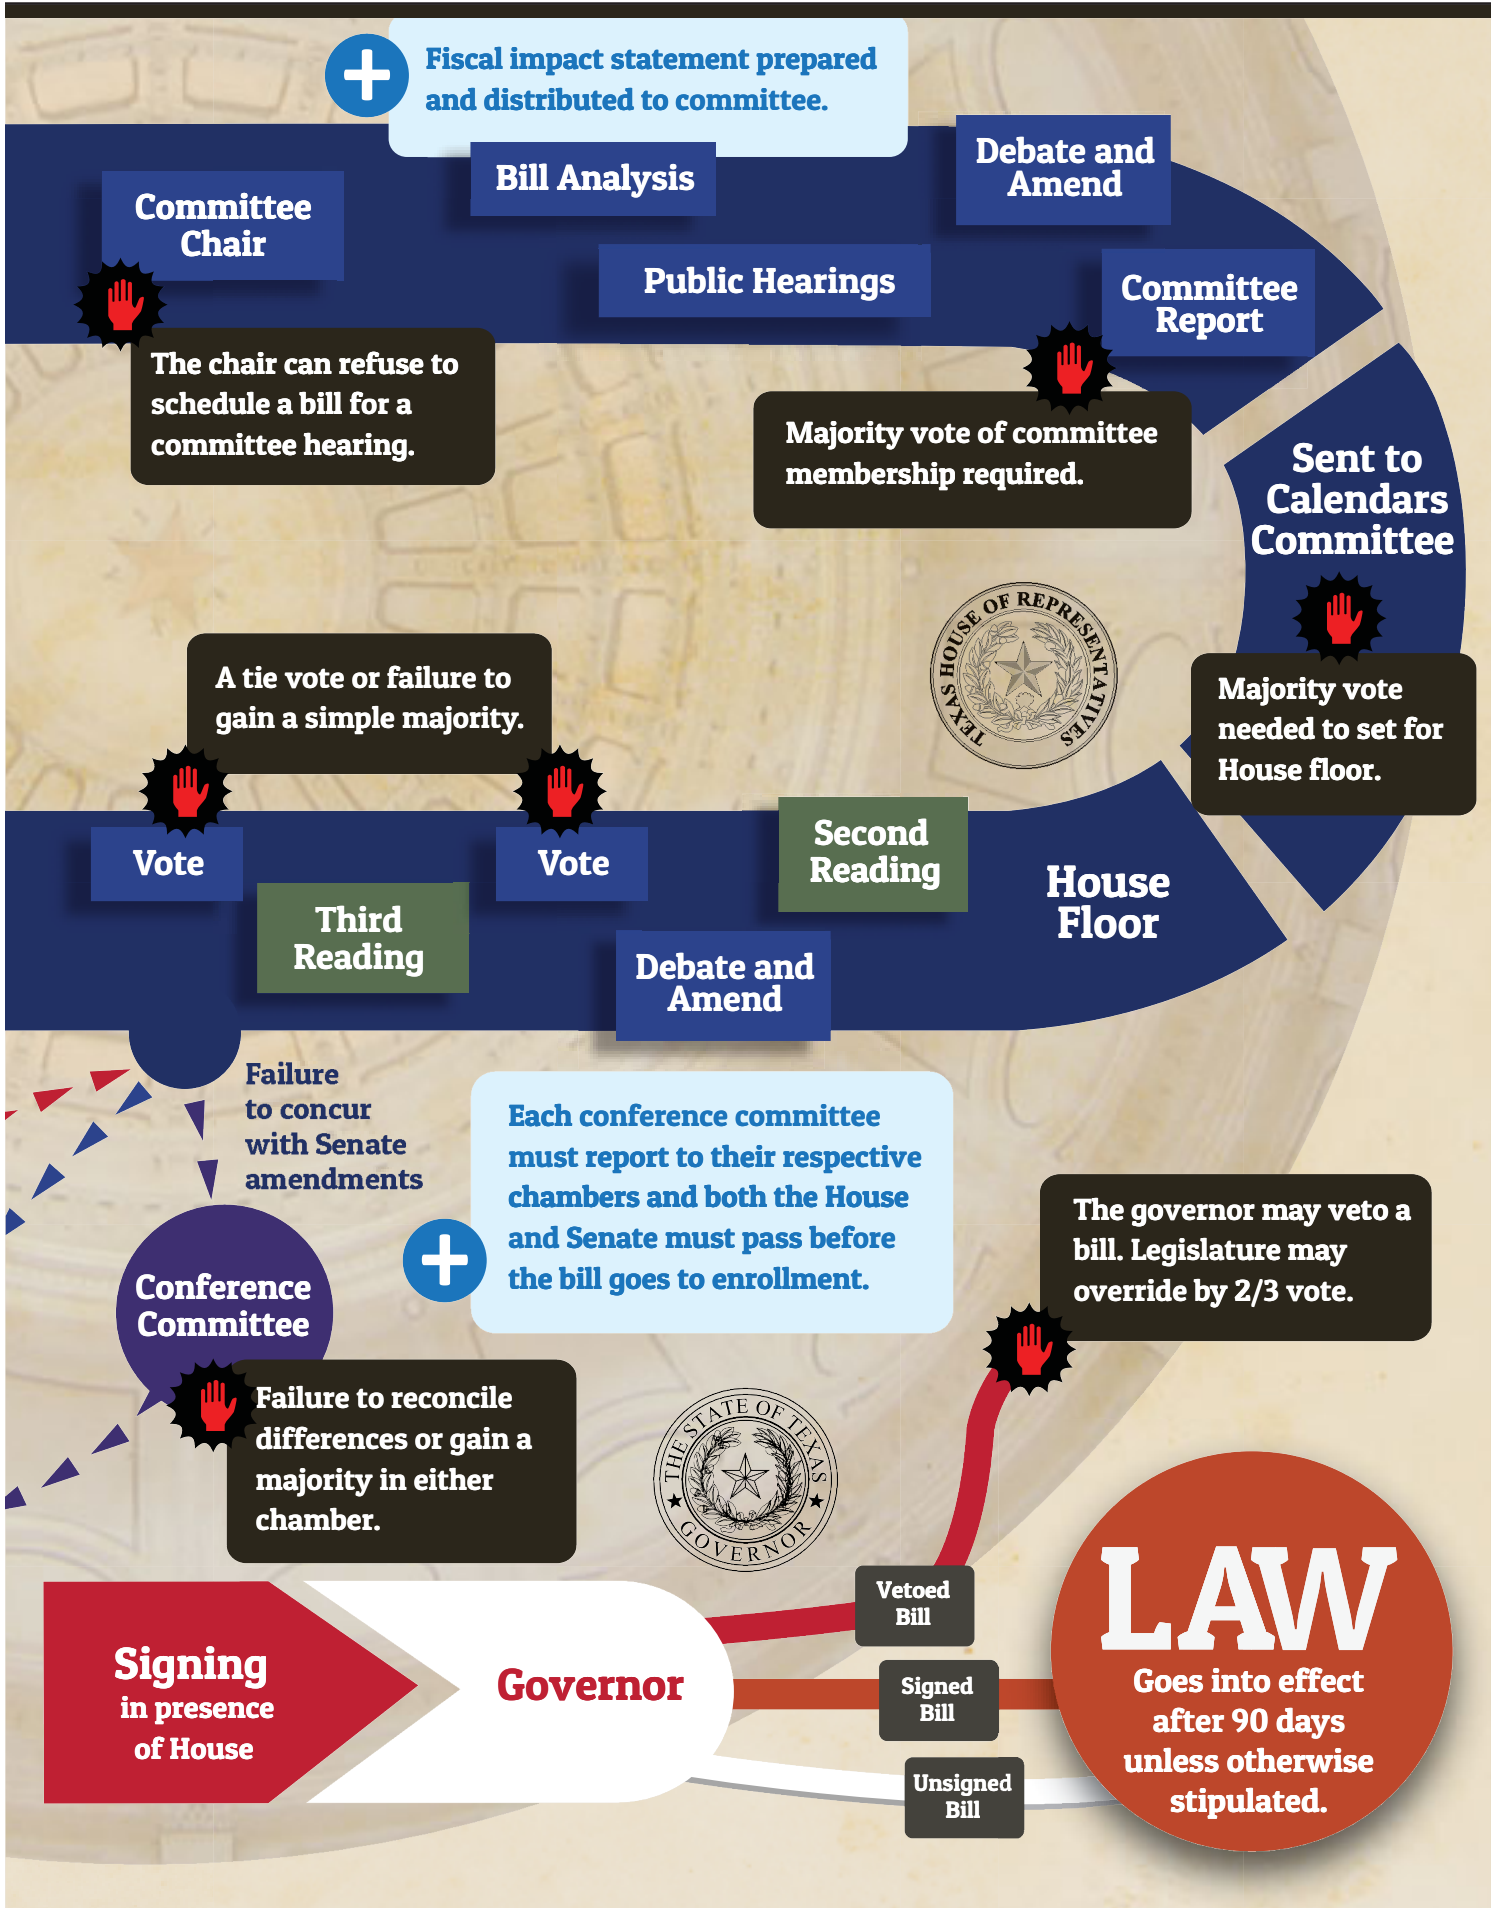 Fiscal impact statement prepared
and distributed to committee.
Committee
Chair
Bill Analysis
Debate and
Amend
Public Hearings
Committee
Report
The chair can refuse to
schedule a bill for a
committee hearing.
Majority vote of committee
membership required.
Sent to
Calendars
Committee
Majority vote
needed to set for
House floor.
TEXAS HOUSE OF REPRESENTATIVES
A tie vote or failure to
gain a simple majority.
House
Floor
Second
Reading
Debate and
Amend
Vote
Third
Reading
Vote
Failure
to concur
with Senate
amendments
Each conference committee
must report to their respective
chambers and both the House
and Senate must pass before
the bill goes to enrollment.
Conference
Committee
Failure to reconcile
differences or gain a
majority in either
chamber.
The governor may veto a
bill. Legislature may
override by 2/3 vote.
THE STATE OF TEXAS
GOVERNOR
Signing
in presence
of House
Governor
Vetoed
Bill
Signed
Bill
Unsigned
Bill
LAW
Goes into effect
after 90 days
unless otherwise
stipulated.